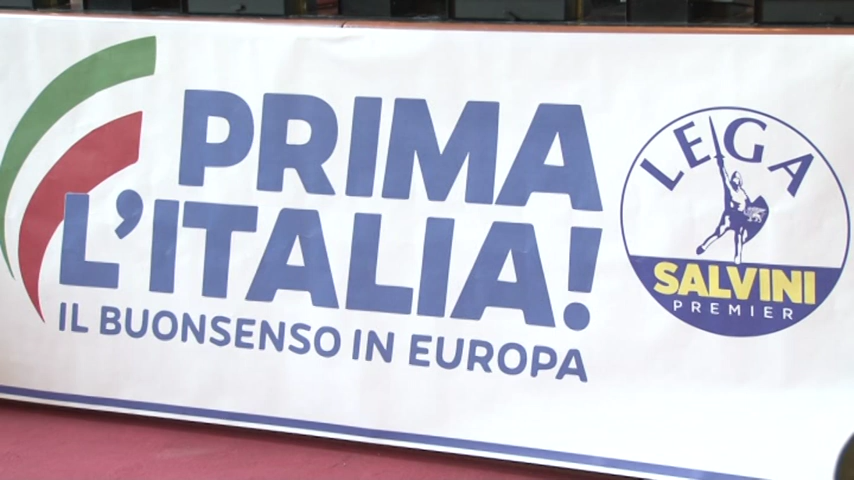 PRIMA
L'ITALIA!
IL BUONSENSO IN EUROPA
LEGA
SALVINI
PREMIER